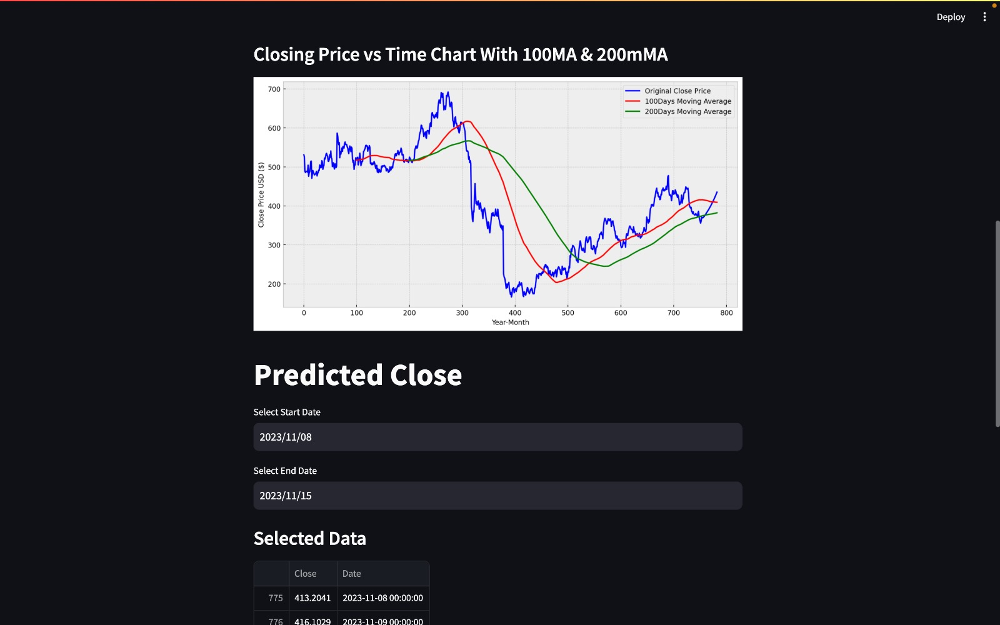 Deploy
Closing Price vs Time Chart With 100MA & 200mMA
700
600
500
400
300
200
Close Price USD ($)
Original Close Price
100Days Moving Average
200Days Moving Average
0 100 200 300 400 500 600 700 800
Year-Month
Predicted Close
Select Start Date
2023/11/08
Select End Date
2023/11/15
Selected Data
Close Date
775 413.2041 2023-11-08 00:00:00
776 416.1029 2023-11-09 00:00:00